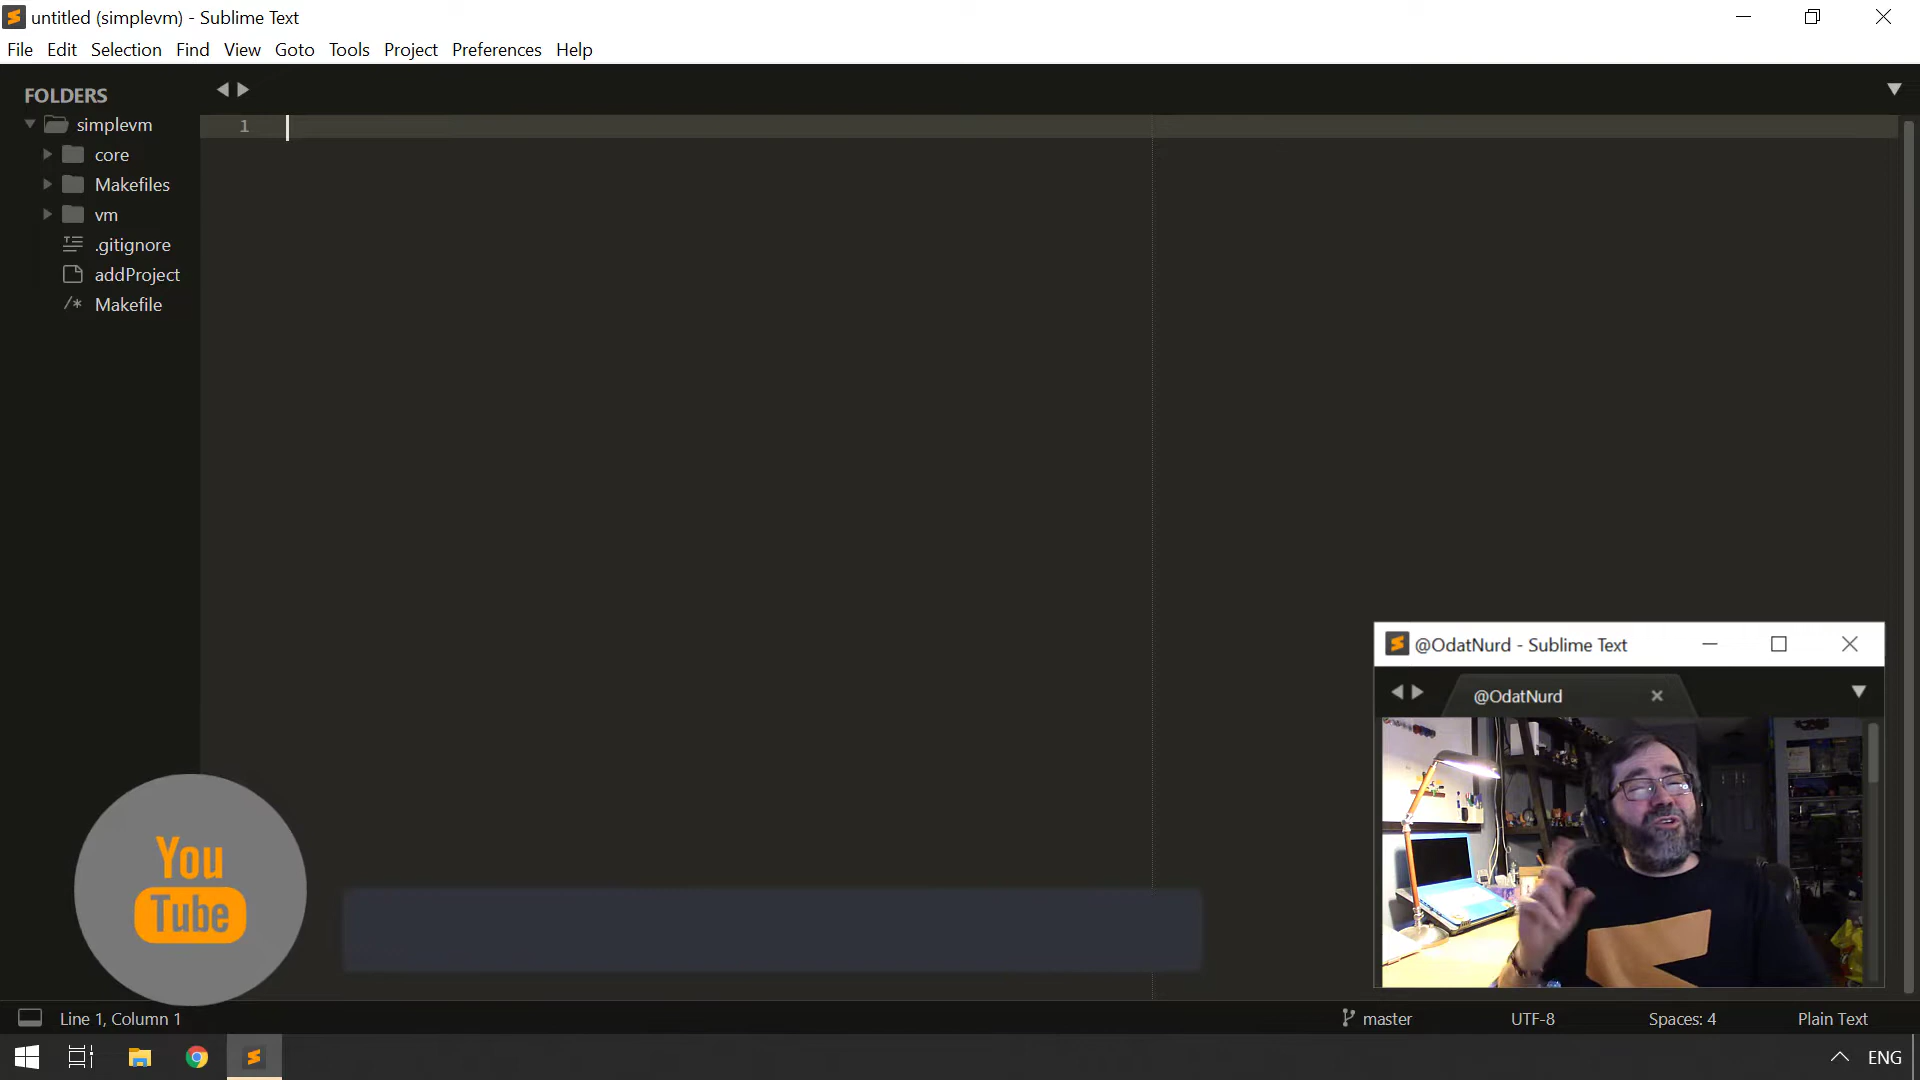 untitled (simplevm) - Sublime Text
File Edit Selection Find View Goto Tools Project Preferences Help
FOLDERS
simplevm
core
Makefiles
vm
.gitignore
addProject
/* Makefile
1
@OdatNurd - Sublime Text
@OdatNurd
You
Tube
Line 1, Column 1
master
UTF-8
Spaces: 4
Plain Text
ENG